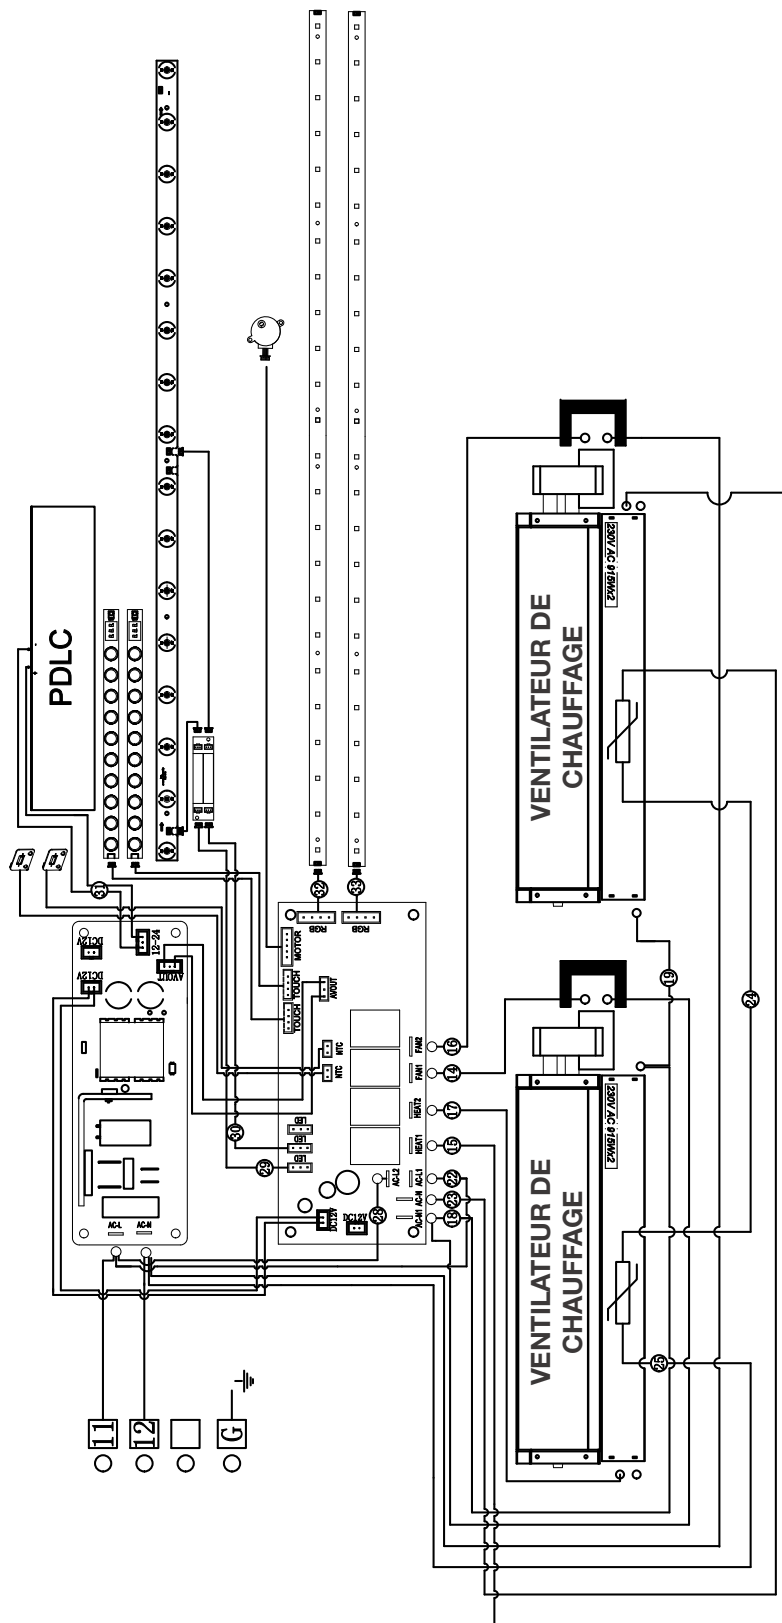 PDLC
VENTILATEUR DE
CHAUFFAGE
230V AC 915Wx2
VENTILATEUR DE
CHAUFFAGE
230V AC 915Wx2
31
32
33
RGB
RGB
MOTOR
TOUCH
TOUCH
AVOUT
NTC
NTC
LED
LED
LED
FAN2
FAN1
HEAT2
HEAT1
AC-L2
AC-L1
AC-N
AC-N1
DC12V
DC12V
DC12V
DC12V
12-24
AVOUT
AC-L
AC-N
16
14
17
15
22
23
18
19
24
25
28
29
30
11
12
G